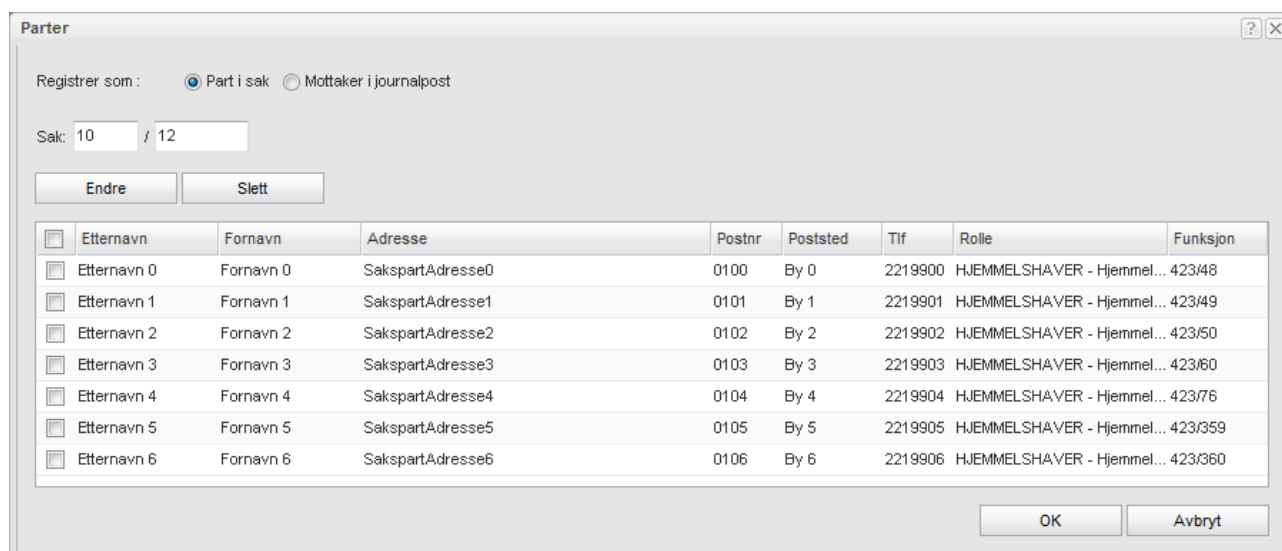 Parter
Registrer som : Part i sak Mottaker i journalpost
Sak: 10 / 12
Endre Slett
Etternavn Fornavn Adresse Postnr Poststed Tlf Rolle Funksjon
Etternavn 0 Fornavn 0 SakspartAdresse0 0100 By 0 2219900 HJEMMELSHAVER - Hjemmel... 423/48
Etternavn 1 Fornavn 1 SakspartAdresse1 0101 By 1 2219901 HJEMMELSHAVER - Hjemmel... 423/49
Etternavn 2 Fornavn 2 SakspartAdresse2 0102 By 2 2219902 HJEMMELSHAVER - Hjemmel... 423/50
Etternavn 3 Fornavn 3 SakspartAdresse3 0103 By 3 2219903 HJEMMELSHAVER - Hjemmel... 423/60
Etternavn 4 Fornavn 4 SakspartAdresse4 0104 By 4 2219904 HJEMMELSHAVER - Hjemmel... 423/76
Etternavn 5 Fornavn 5 SakspartAdresse5 0105 By 5 2219905 HJEMMELSHAVER - Hjemmel... 423/359
Etternavn 6 Fornavn 6 SakspartAdresse6 0106 By 6 2219906 HJEMMELSHAVER - Hjemmel... 423/360
OK Avbryt